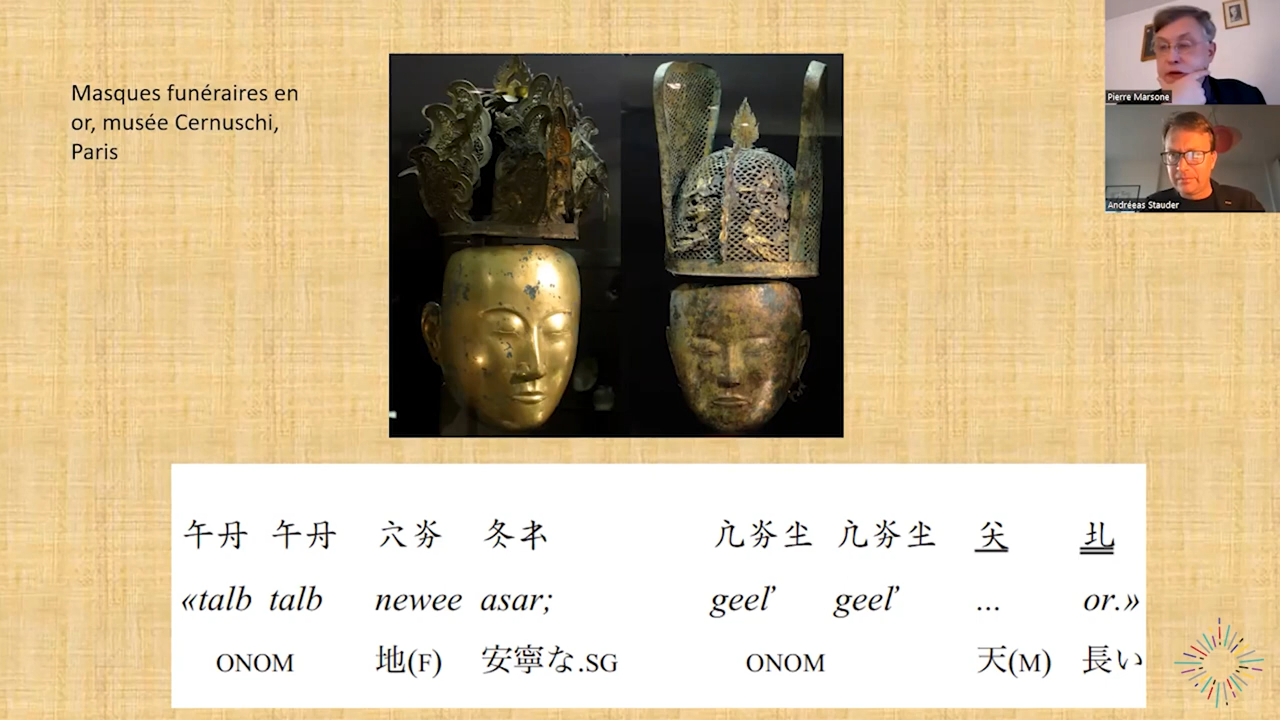 Masques funéraires en
or, musée Cernuschi,
Paris
Pierre Marsone
Andréeas Stauder
«talb talb newee asar; geel’ geel’ ... or.»
ONOM 地(F) 安寧な.SG ONOM 天(M) 長い